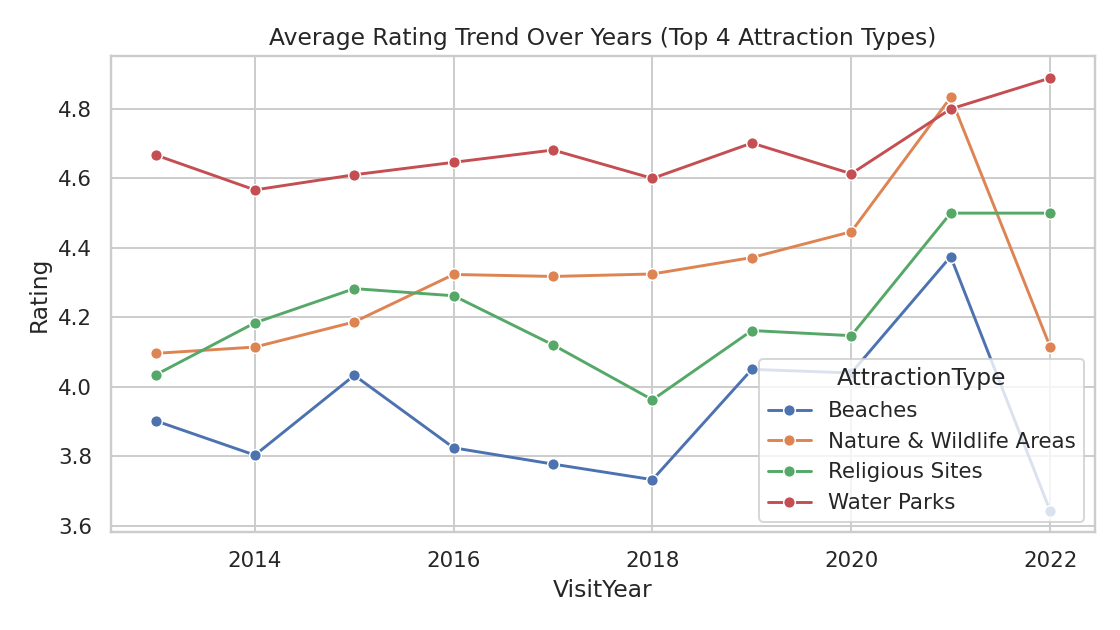 Average Rating Trend Over Years (Top 4 Attraction Types)
Rating
4.8
4.6
4.4
4.2
4.0
3.8
3.6
AttractionType
Beaches
Nature & Wildlife Areas
Religious Sites
Water Parks
2014 2016 2018 2020 2022
VisitYear